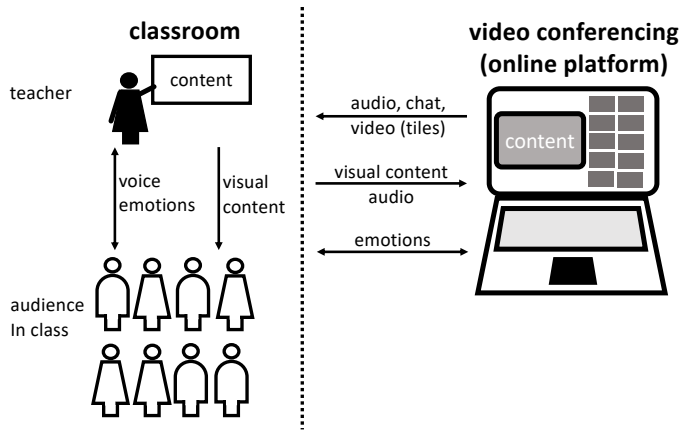 classroom
video conferencing
(online platform)
teacher
content
audio, chat,
video (tiles)
content
voice
emotions
visual
content
visual content
audio
emotions
audience
In class